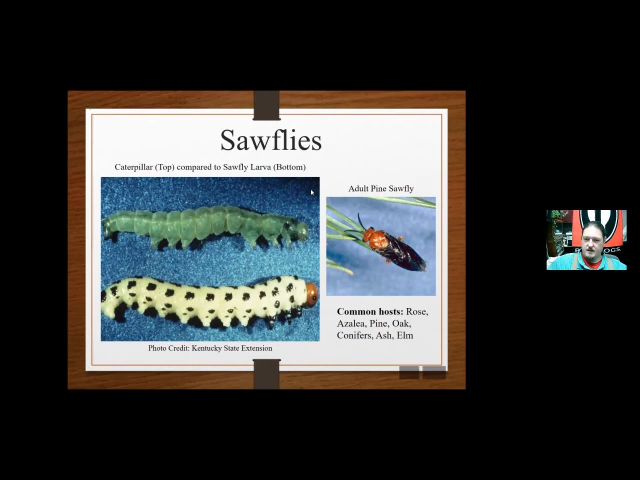 Sawflies
Caterpillar (Top) compared to Sawfly Larva (Bottom)
Adult Pine Sawfly
Common hosts: Rose,
Azalea, Pine, Oak,
Conifers, Ash, Elm
Photo Credit: Kentucky State Extension